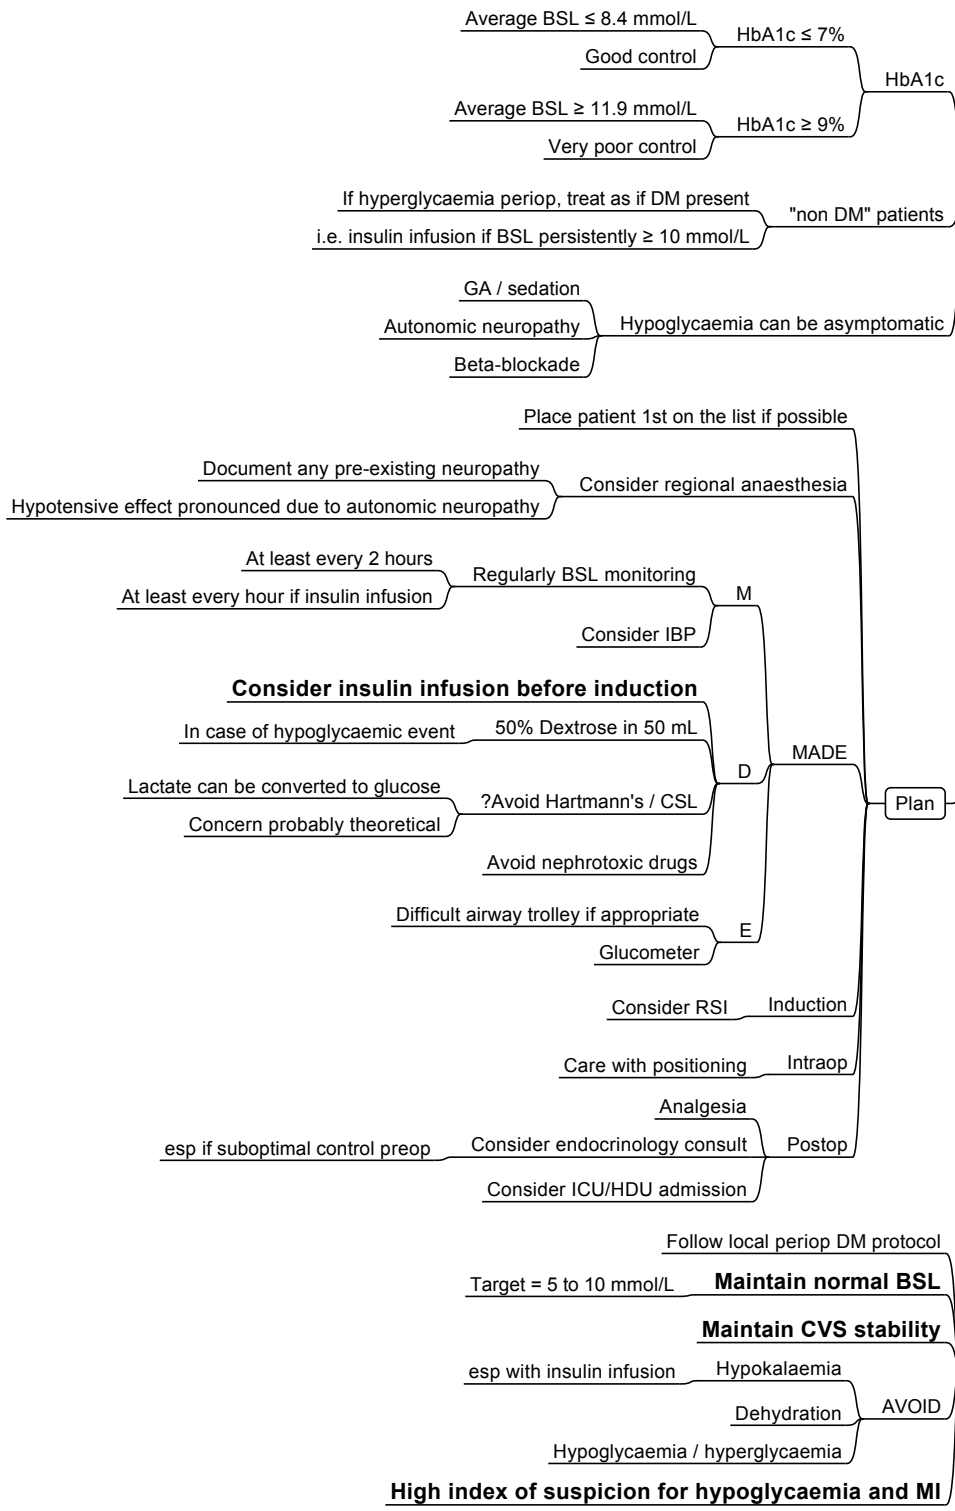 Average BSL ≤ 8.4 mmol/L
Good control
HbA1c ≤ 7%
HbA1c
Average BSL ≥ 11.9 mmol/L
Very poor control
HbA1c ≥ 9%
If hyperglycaemia periop, treat as if DM present
i.e. insulin infusion if BSL persistently ≥ 10 mmol/L
"non DM" patients
GA / sedation
Autonomic neuropathy
Beta-blockade
Hypoglycaemia can be asymptomatic
Place patient 1st on the list if possible
Document any pre-existing neuropathy
Hypotensive effect pronounced due to autonomic neuropathy
Consider regional anaesthesia
At least every 2 hours
At least every hour if insulin infusion
Regularly BSL monitoring
Consider IBP
M
Consider insulin infusion before induction
In case of hypoglycaemic event
50% Dextrose in 50 mL
Lactate can be converted to glucose
Concern probably theoretical
?Avoid Hartmann's / CSL
Avoid nephrotoxic drugs
D
MADE
Plan
Difficult airway trolley if appropriate
Glucometer
E
Consider RSI
Induction
Care with positioning
Intraop
Analgesia
esp if suboptimal control preop
Consider endocrinology consult
Consider ICU/HDU admission
Postop
Follow local periop DM protocol
Target = 5 to 10 mmol/L
Maintain normal BSL
Maintain CVS stability
esp with insulin infusion
Hypokalaemia
Dehydration
Hypoglycaemia / hyperglycaemia
AVOID
High index of suspicion for hypoglycaemia and MI